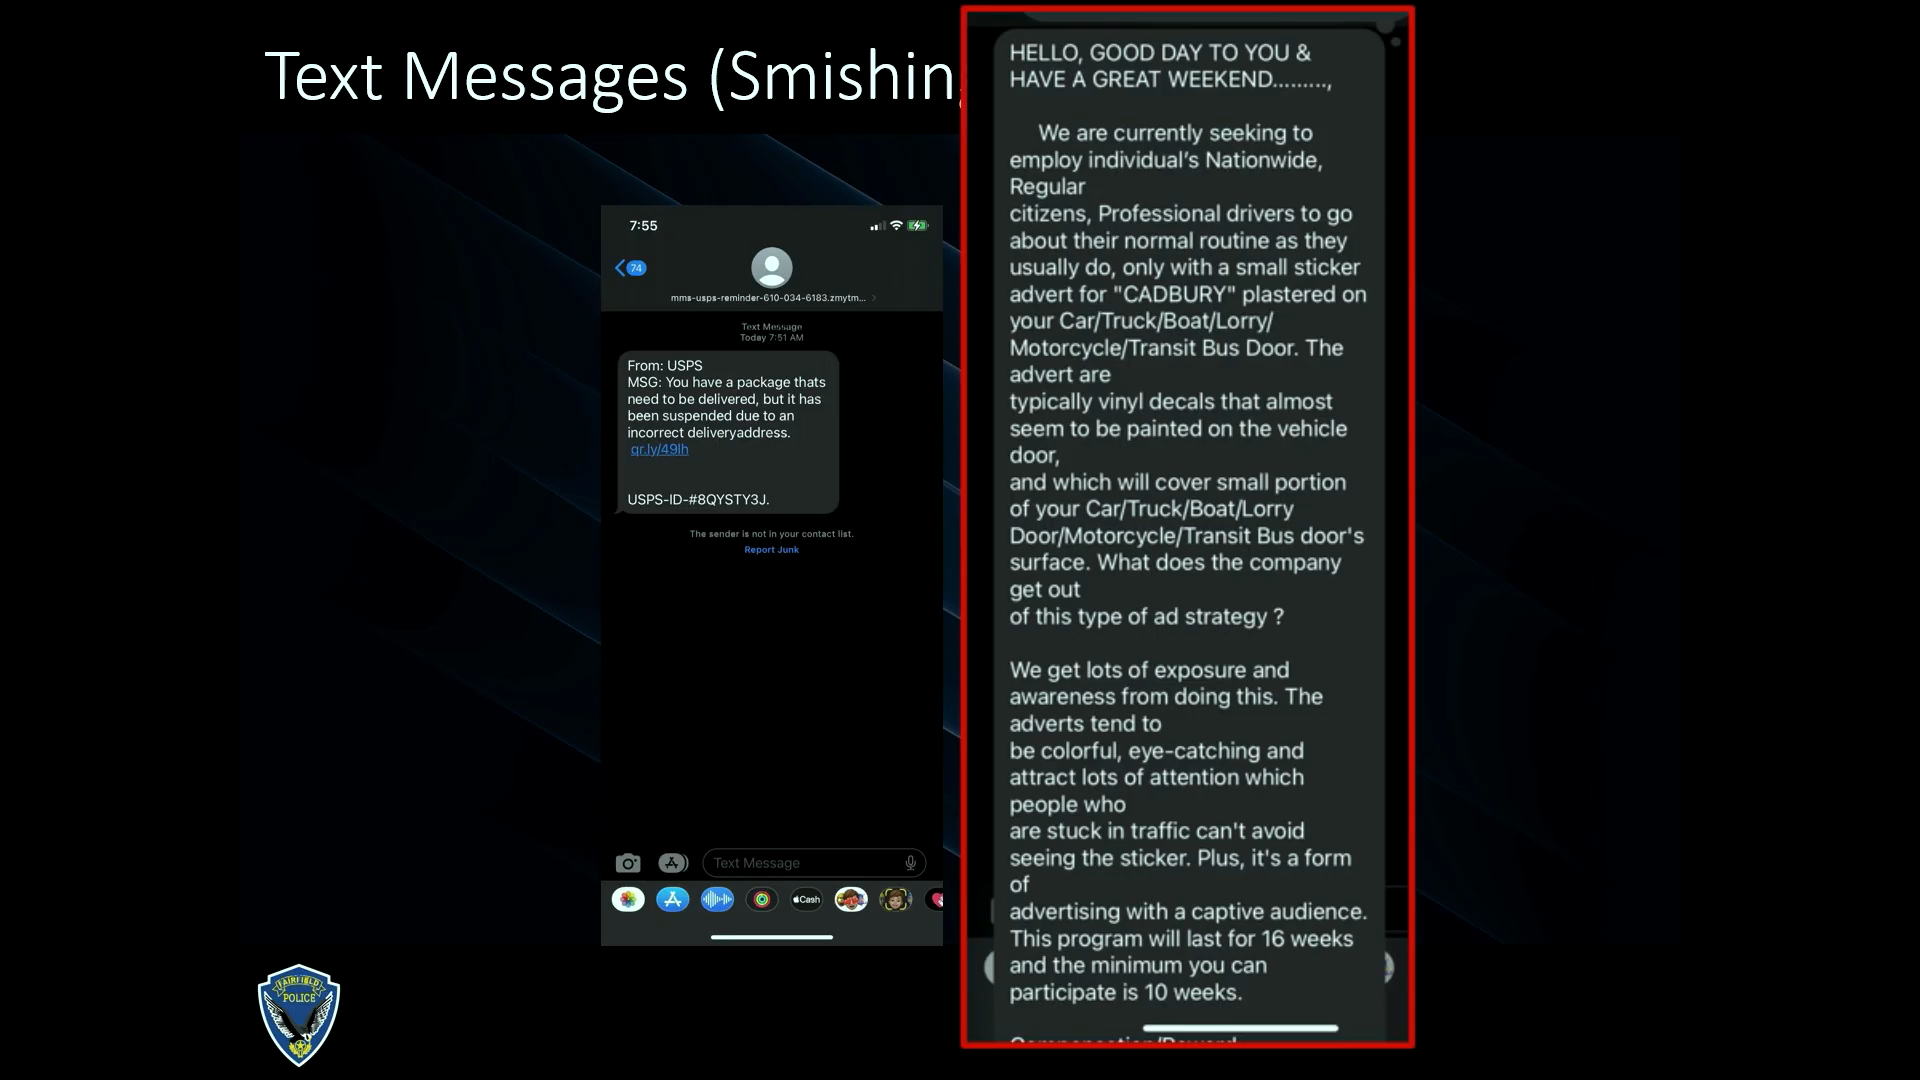 Text Messages (Smishin
7:55
74
mms-usps-reminder-610-034-6183.zmytm...
Text Message
Today 7:51 AM
From: USPS
MSG: You have a package thats
need to be delivered, but it has
been suspended due to an
incorrect deliveryaddress.
qr.ly/49lh
USPS-ID-#8QYSTY3J.
The sender is not in your contact list.
Report Junk
Text Message
Cash
HELLO, GOOD DAY TO YOU &
HAVE A GREAT WEEKEND.........,
We are currently seeking to
employ individual's Nationwide,
Regular
citizens, Professional drivers to go
about their normal routine as they
usually do, only with a small sticker
advert for "CADBURY" plastered on
your Car/Truck/Boat/Lorry/
Motorcycle/Transit Bus Door. The
advert are
typically vinyl decals that almost
seem to be painted on the vehicle
door,
and which will cover small portion
of your Car/Truck/Boat/Lorry
Door/Motorcycle/Transit Bus door's
surface. What does the company
get out
of this type of ad strategy ?
We get lots of exposure and
awareness from doing this. The
adverts tend to
be colorful, eye-catching and
attract lots of attention which
people who
are stuck in traffic can't avoid
seeing the sticker. Plus, it's a form
of
advertising with a captive audience.
This program will last for 16 weeks
and the minimum you can
participate is 10 weeks.
FAIRFIELD
POLICE